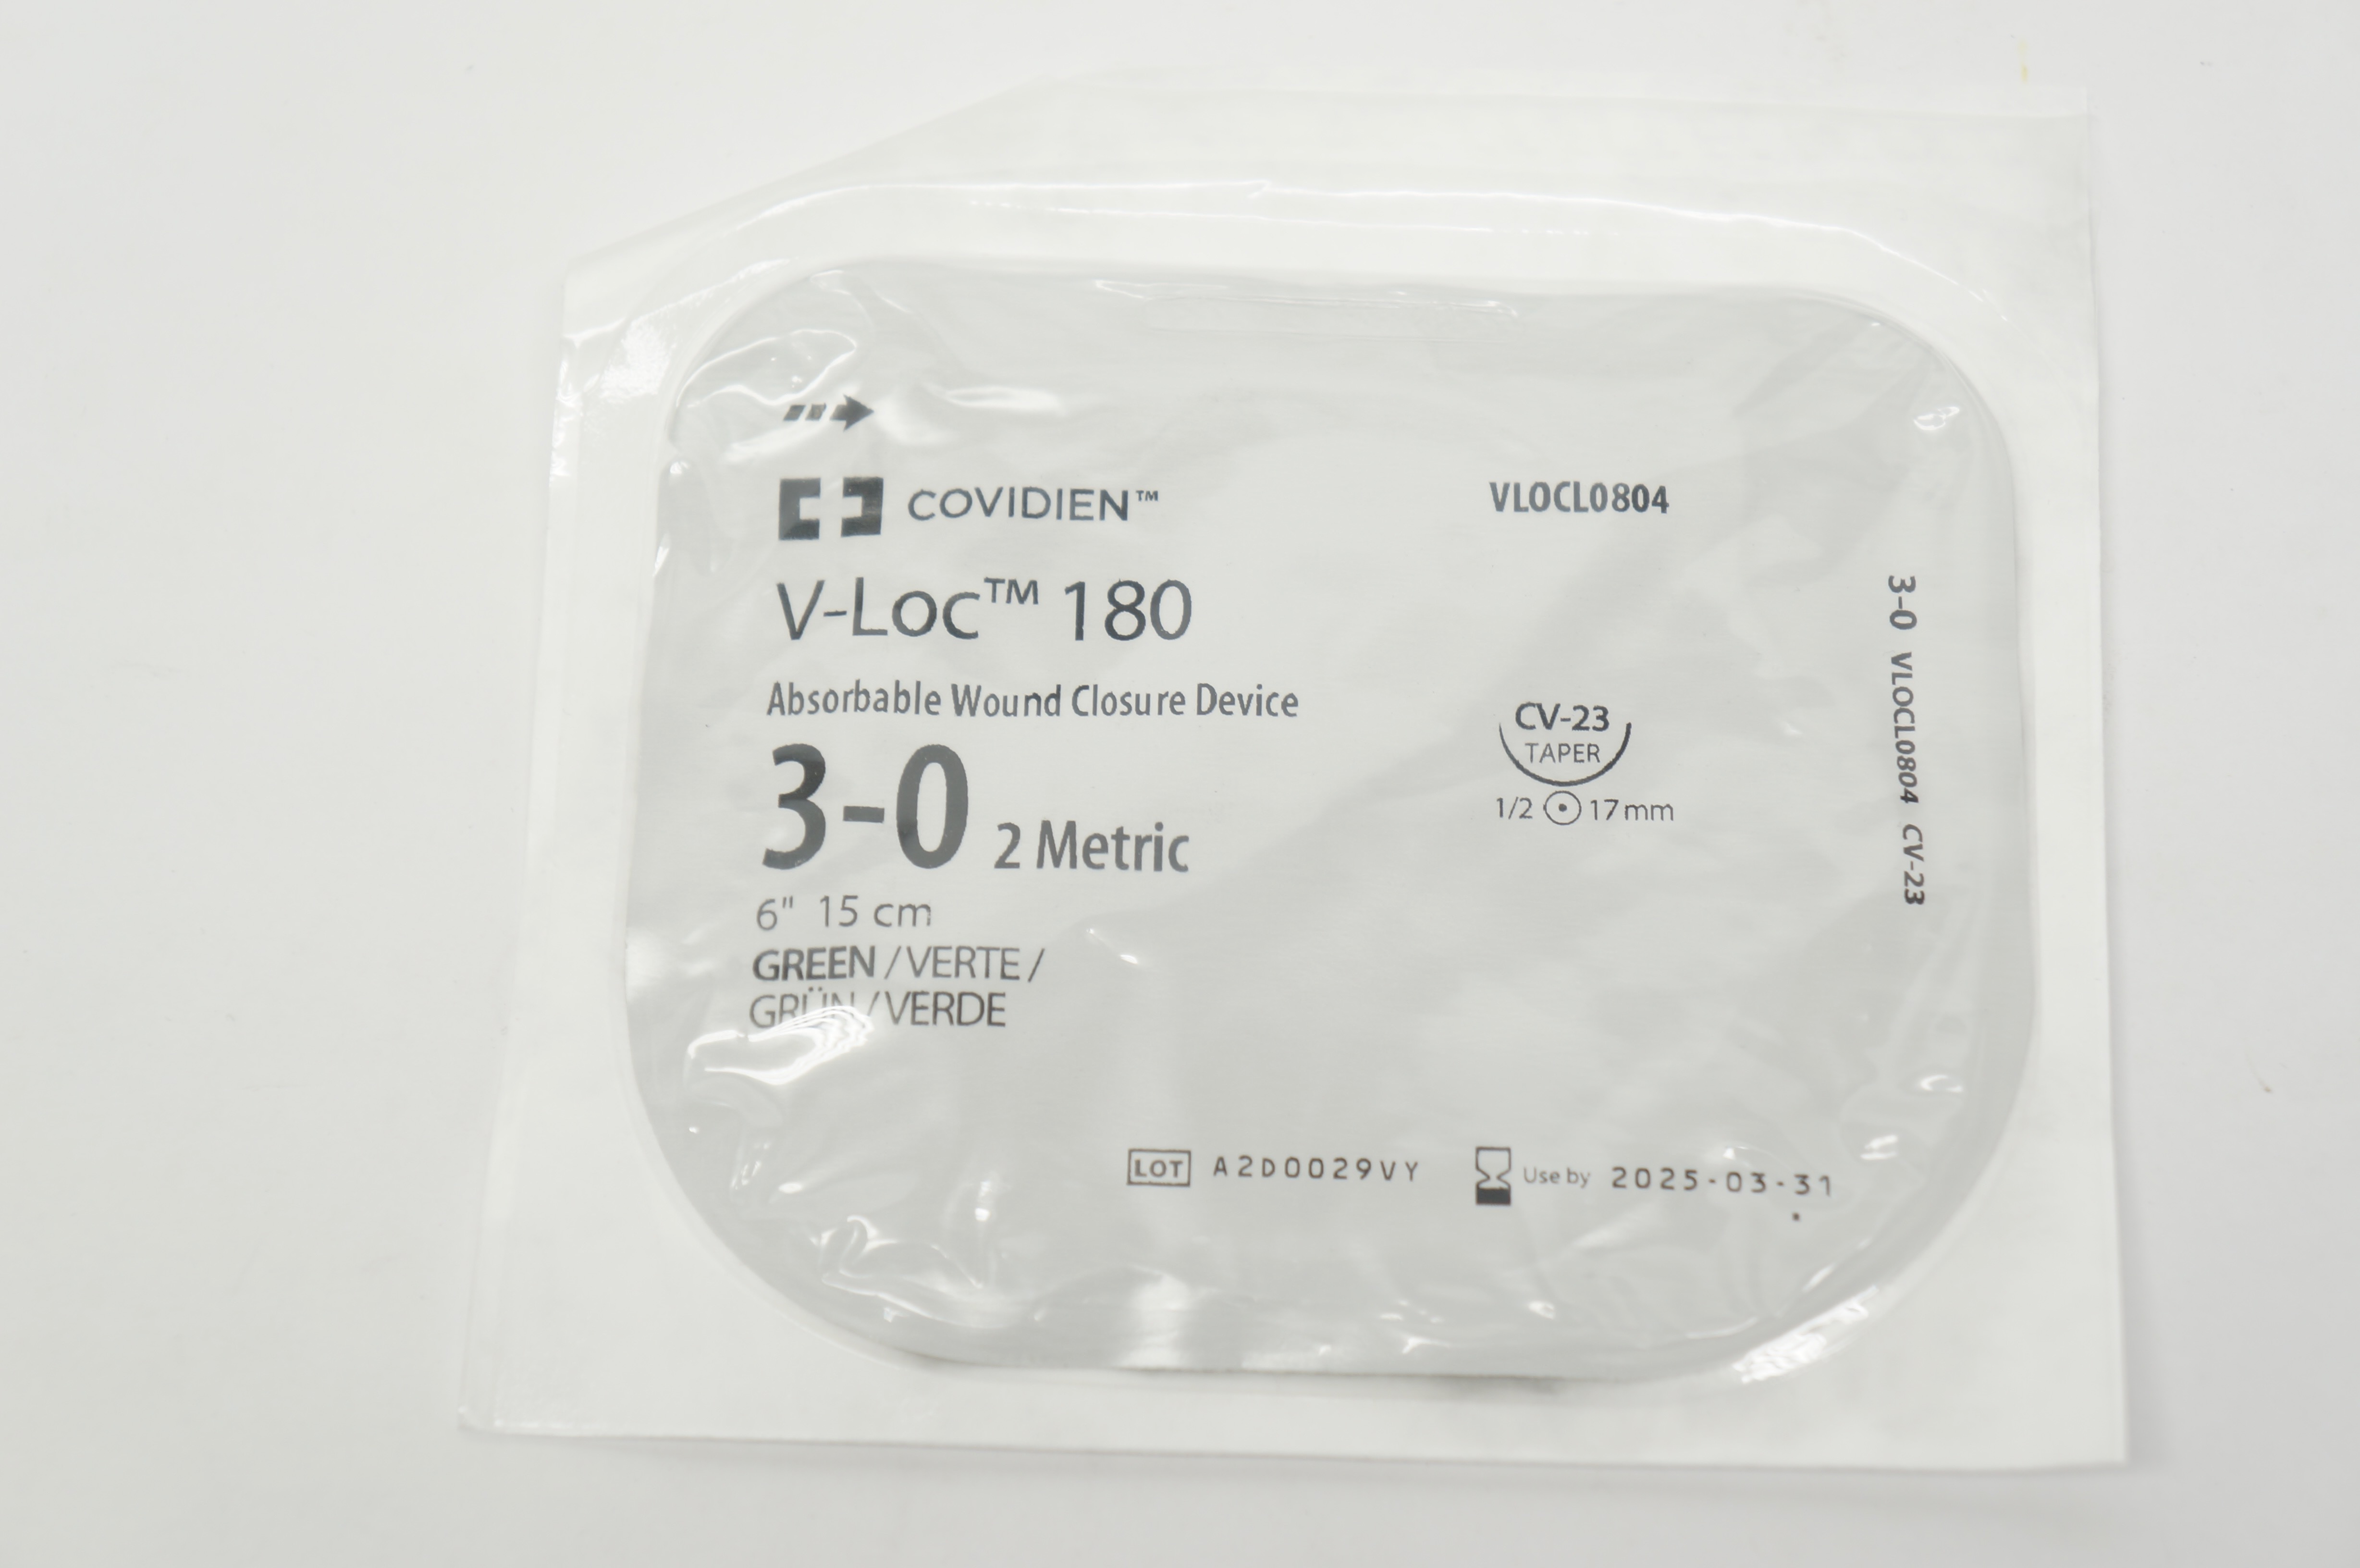 COVIDIEN™
VLOCL0804
V-LOC™ 180
Absorbable Wound Closure Device
3-0 2 Metric
6" 15 cm
GREEN / VERTE /
GRÜN / VERDE
CV-23
TAPER
1/2 17mm
3-0 VLOCL0804 CV-23
LOT A2D0029VY
Use by 2025-03-31